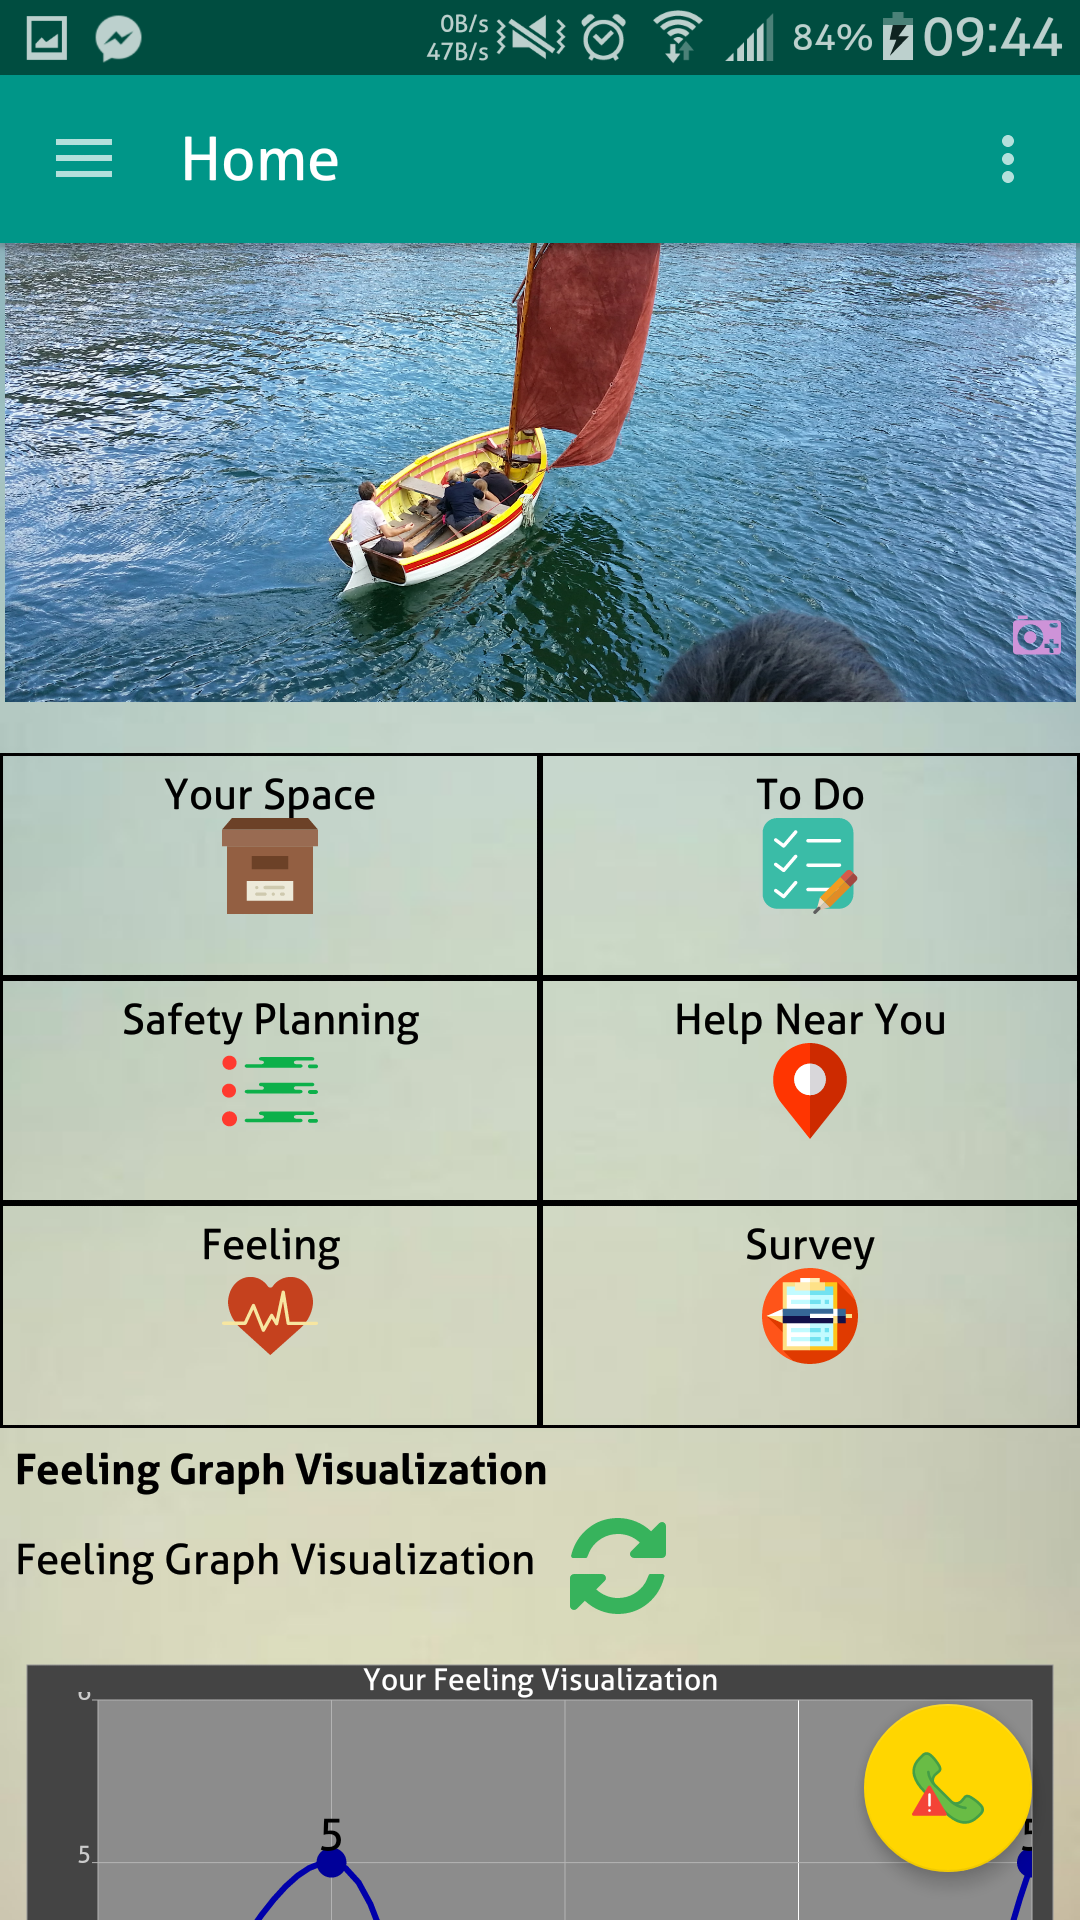 0B/s
47B/s
84%
09:44
Home
Your Space
To Do
Safety Planning
Help Near You
Feeling
Survey
Feeling Graph Visualization
Feeling Graph Visualization
Your Feeling Visualization
5
5
5